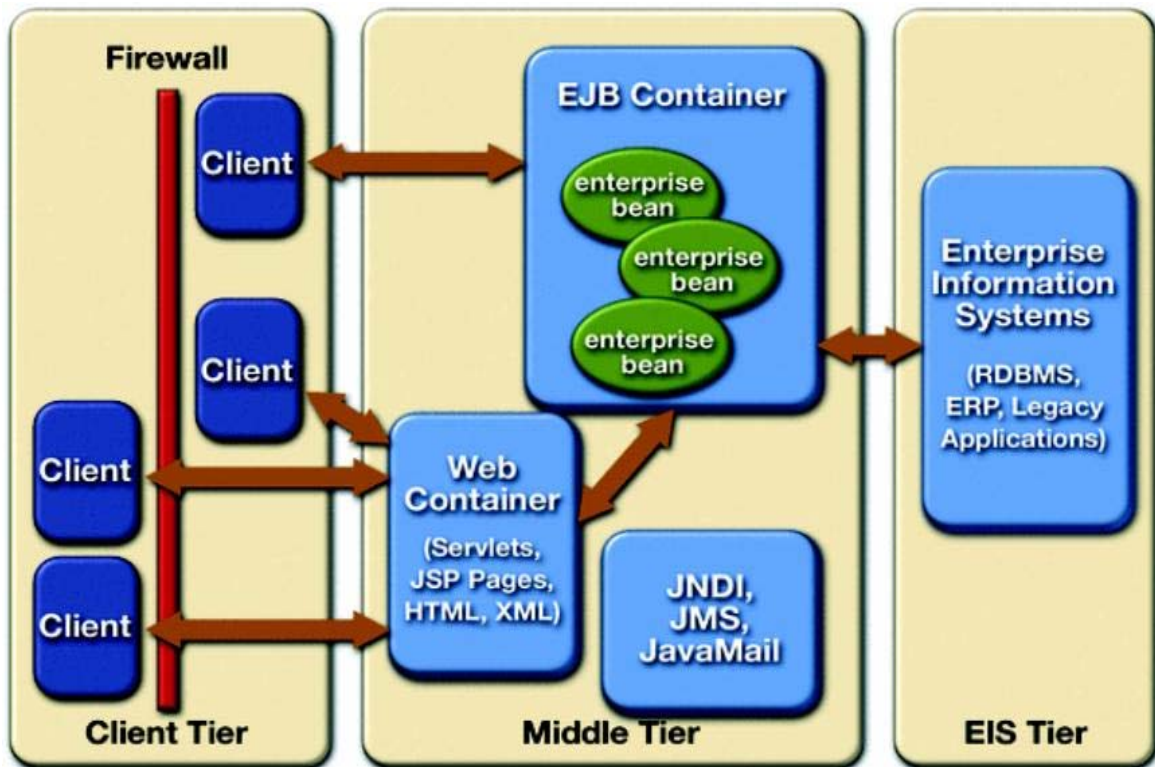 Firewall
Client
Client
Client
Client
Client Tier
EJB Container
enterprise
bean
enterprise
bean
enterprise
bean
Web
Container
(Servlets,
JSP Pages,
HTML, XML)
JNDI,
JMS,
JavaMail
Middle Tier
Enterprise
Information
Systems
(RDBMS,
ERP, Legacy
Applications)
EIS Tier